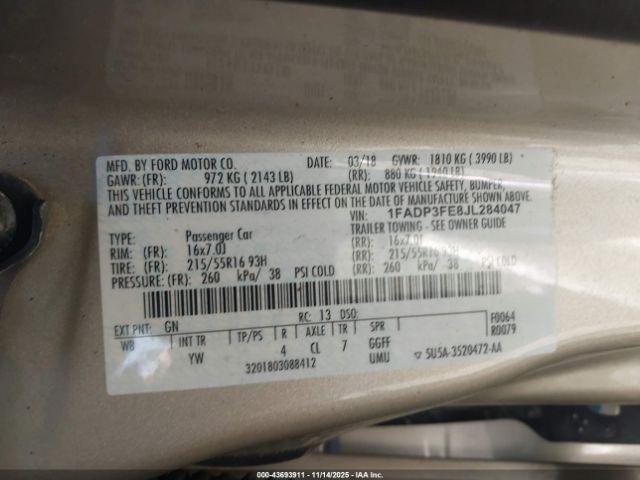 MFD. BY FORD MOTOR CO. DATE: 03/18 GVWR: 1810 KG ( 3990 LB)
GAWR: (FR): 972 KG ( 2143 LB) (RR): 880 KG ( 1940 LB)
THIS VEHICLE CONFORMS TO ALL APPLICABLE FEDERAL MOTOR VEHICLE SAFETY, BUMPER,
AND THEFT PREVENTION STANDARDS IN EFFECT ON THE DATE OF MANUFACTURE SHOWN ABOVE.
VIN: 1FADP3FE8JL284047
TYPE: Passenger Car TRAILER TOWING - SEE OWNER GUIDE
RIM: (FR): 16x7.0J (RR): 16x7.0J
TIRE: (FR): 215/55R16 93H (RR): 215/55R16 93H
PRESSURE: (FR): 260 kPa/ 38 PSI COLD (RR): 260 kPa/ 38 PSI COLD
RC: 13 DSO:
EXT PNT: GN F0064
R0079
WB INT TR TP/PS R AXLE TR SPR
YW 4 CL 7 GGFF
UMU
3201803088412
▽ 5U5A-3520472-AA
IAA 360 · 43693911 · 11/14/2025 · IAAI.com